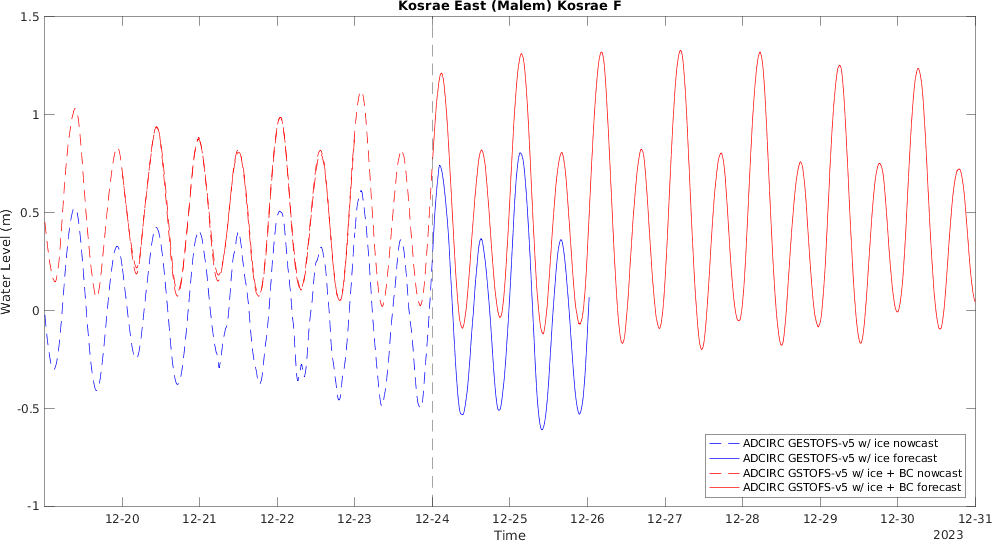 Kosrae East (Malem) Kosrae F
Water Level (m)
1.5
1
0.5
0
-0.5
-1
12-20 12-21 12-22 12-23 12-24 12-25 12-26 12-27 12-28 12-29 12-30 12-31
Time
2023
ADCIRC GESTOFS-v5 w/ ice nowcast
ADCIRC GESTOFS-v5 w/ ice forecast
ADCIRC GSTOFS-v5 w/ ice + BC nowcast
ADCIRC GSTOFS-v5 w/ ice + BC forecast